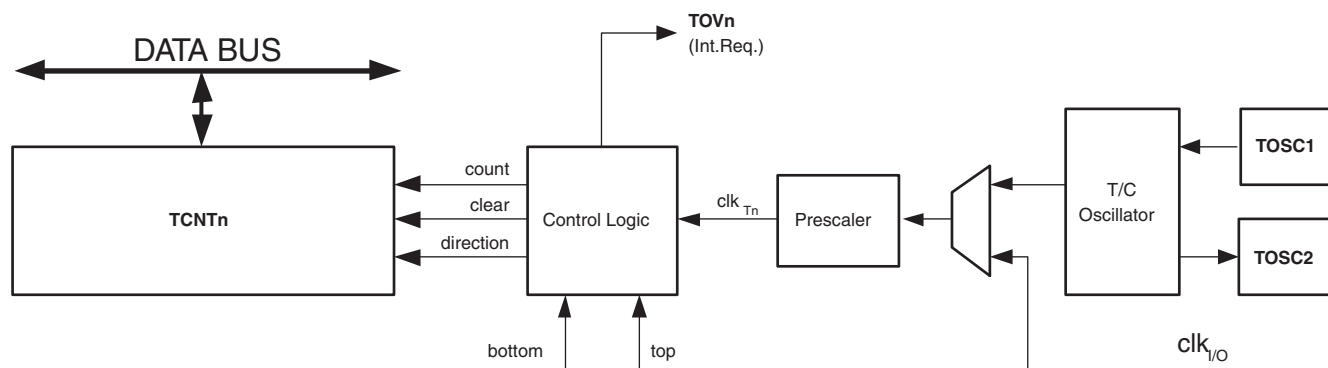 TOVn
(Int.Req.)
DATA BUS
TCNTn
count
clear
direction
Control Logic
clk Tn
Prescaler
T/C
Oscillator
TOSC1
TOSC2
bottom
top
clk I/O